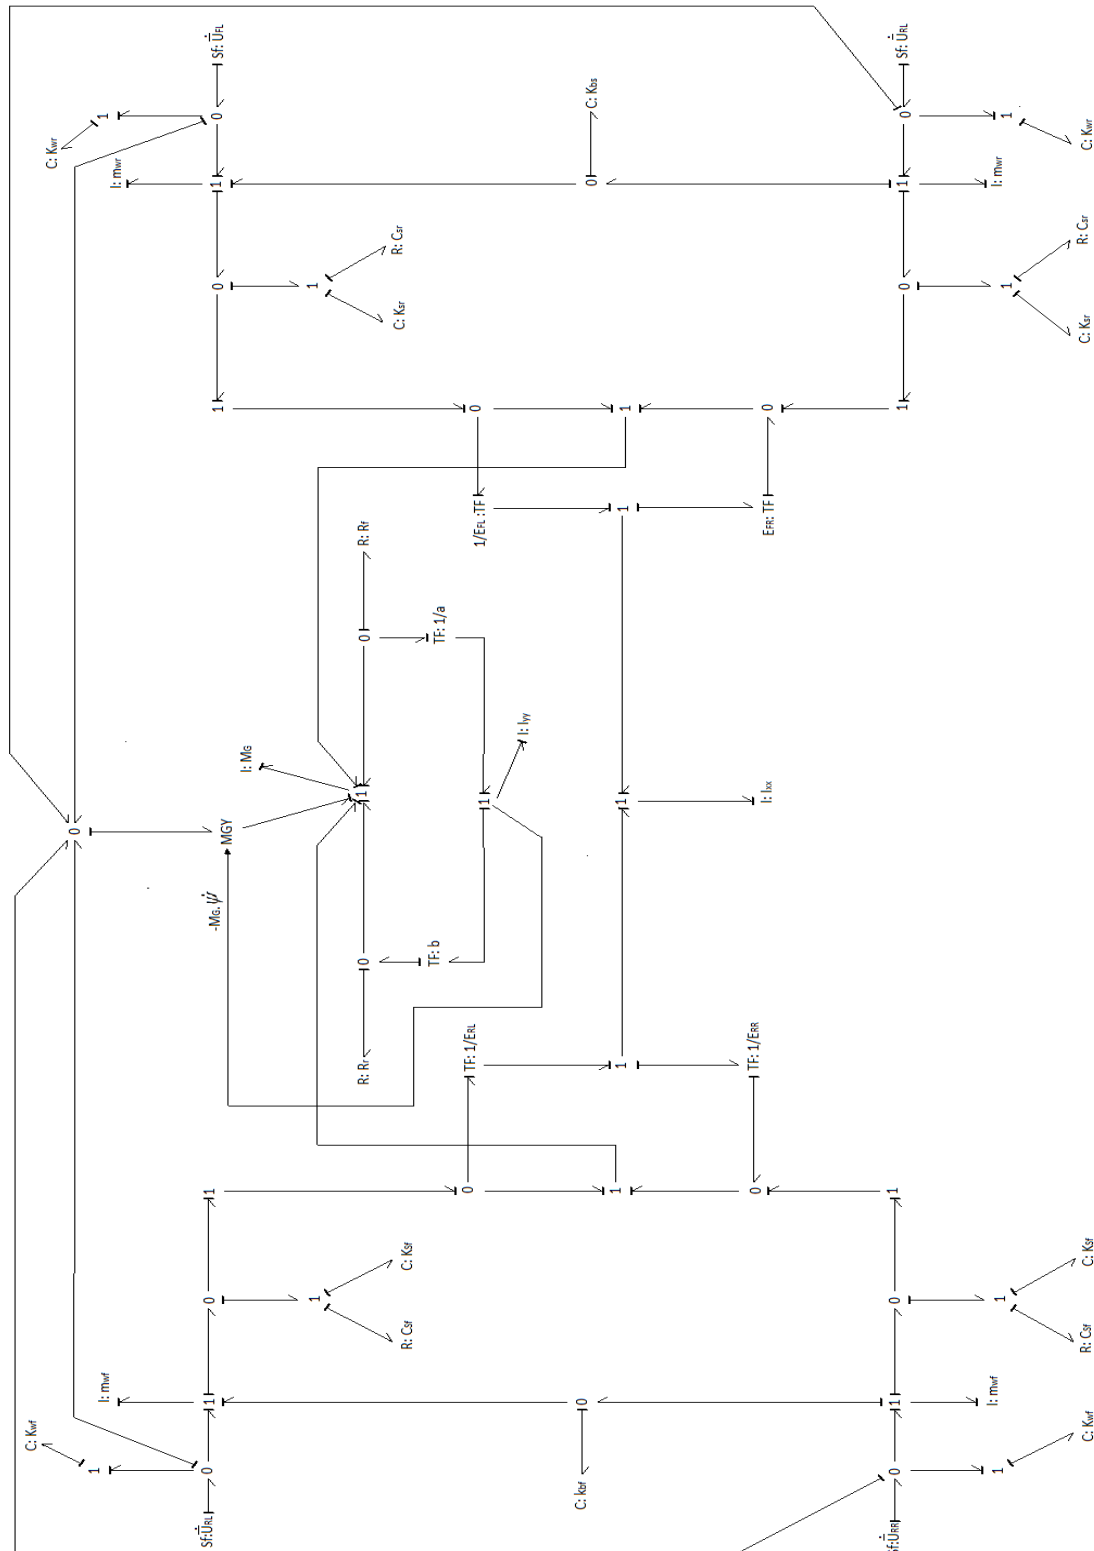 Sf: U̇FL
Sf: U̇RL
C: Kbs
1
0
0
1
C: Kwr
C: Kwr
I: mwr
1
0
1
I: mwr
R: Csr
R: Csr
0
1
0
1
C: Ksr
C: Ksr
1
0
1
0
1
1/EFL :TF
1
EFR: TF
R: Rf
0
TF: 1/a
I: MG
I: Iyy
1
1
1
I: Ixx
0
MGY
-MG.ψ̇
0
TF: b
R: Rr
TF: 1/ERL
1
TF: 1/ERR
1
0
1
0
1
C: Ksf
C: Ksf
0
1
0
1
R: Csf
R: Csf
I: mwf
1
0
1
I: mwf
C: Kwf
C: Kwf
1
0
0
1
C: kbf
Sf:U̇RL
Sf:U̇RR